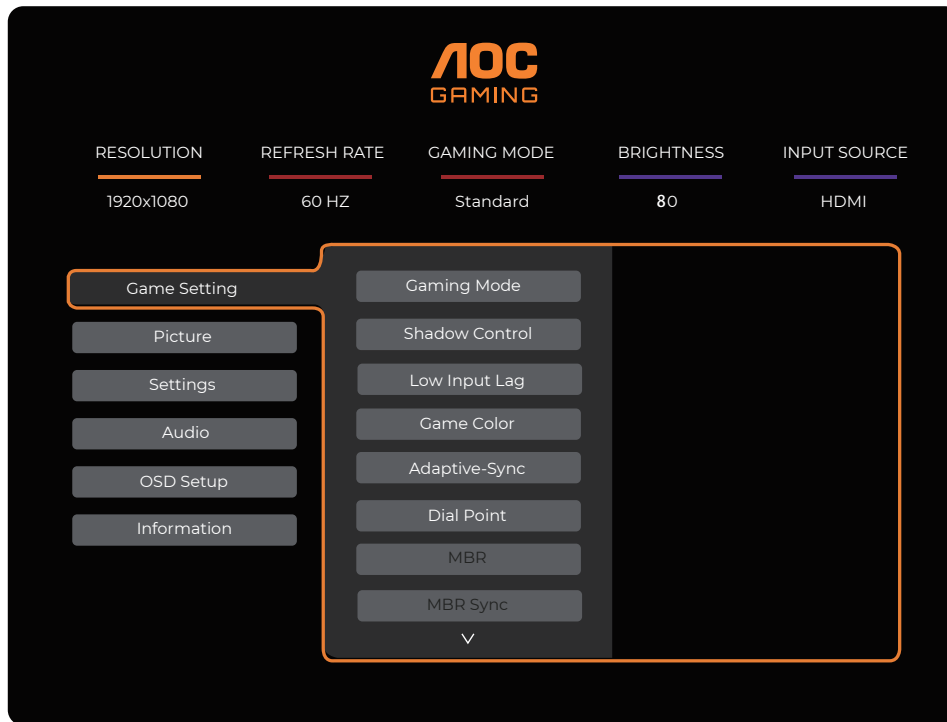 AOC
GAMING
RESOLUTION REFRESH RATE GAMING MODE BRIGHTNESS INPUT SOURCE
1920x1080 60 HZ Standard 80 HDMI
Game Setting
Picture
Settings
Audio
OSD Setup
Information
Gaming Mode
Shadow Control
Low Input Lag
Game Color
Adaptive-Sync
Dial Point
MBR
MBR Sync